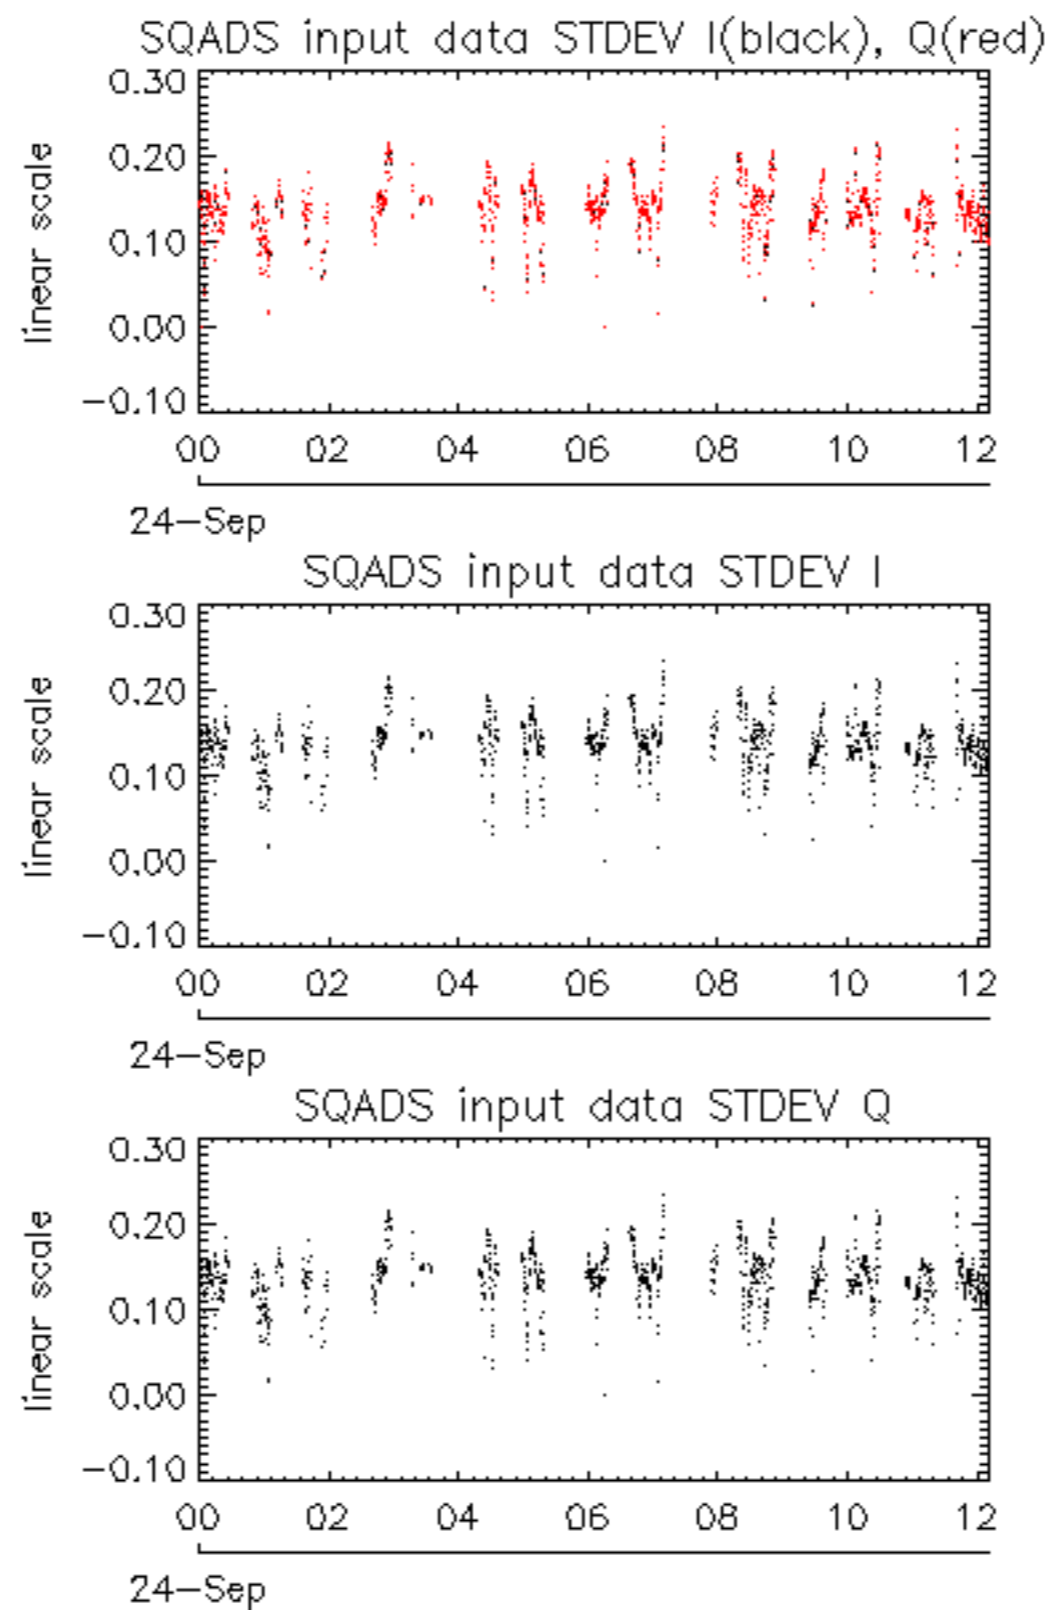 SQADS input data STDEV I(black), Q(red)
0.30
0.20
0.10
0.00
-0.10
linear scale
00 02 04 06 08 10 12
24-Sep
SQADS input data STDEV I
0.30
0.20
0.10
0.00
-0.10
linear scale
00 02 04 06 08 10 12
24-Sep
SQADS input data STDEV Q
0.30
0.20
0.10
0.00
-0.10
linear scale
00 02 04 06 08 10 12
24-Sep